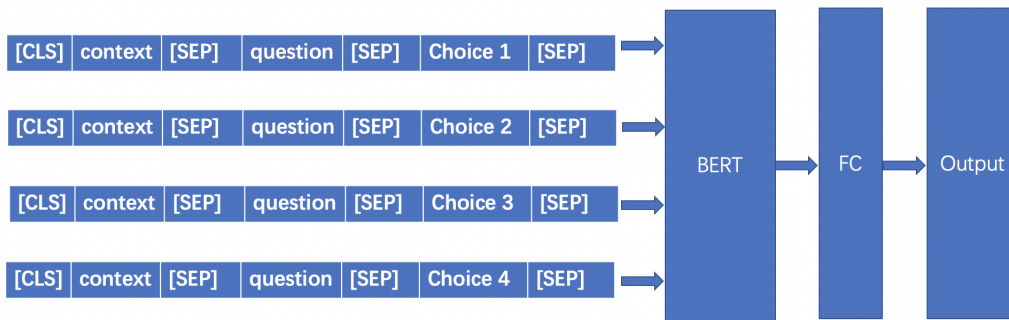 [CLS] context [SEP] question [SEP] Choice 1 [SEP]
[CLS] context [SEP] question [SEP] Choice 2 [SEP]
[CLS] context [SEP] question [SEP] Choice 3 [SEP]
[CLS] context [SEP] question [SEP] Choice 4 [SEP]
BERT
FC
Output